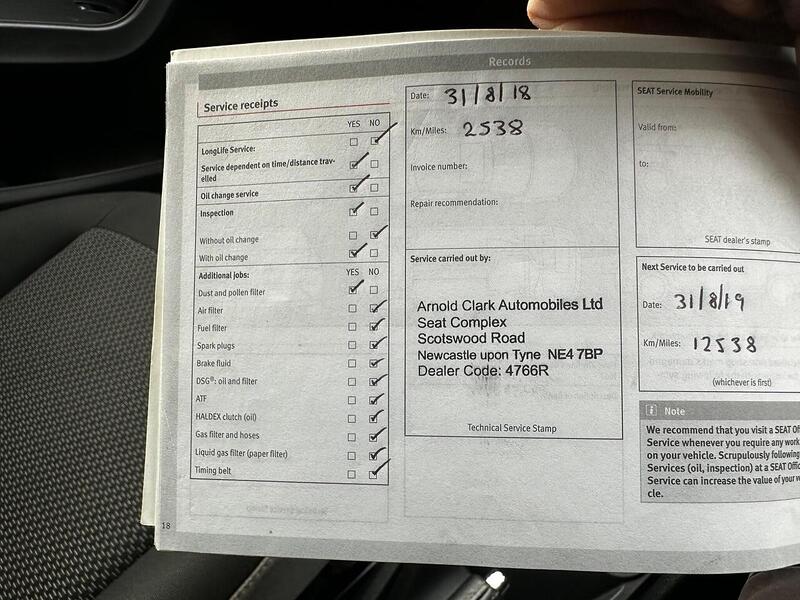 Records
Service receipts
YES NO
LongLife Service:
Service dependent on time/distance trav-
elled
Oil change service
Inspection
Without oil change
With oil change
Additional jobs: YES NO
Dust and pollen filter
Air filter
Fuel filter
Spark plugs
Brake fluid
DSG®: oil and filter
ATF
HALDEX clutch (oil)
Gas filter and hoses
Liquid gas filter (paper filter)
Timing belt
18
Date: 31/8/18
Km/Miles: 2538
Invoice number:
Repair recommendation:
Service carried out by:
Arnold Clark Automobiles Ltd
Seat Complex
Scotswood Road
Newcastle upon Tyne NE4 7BP
Dealer Code: 4766R
Technical Service Stamp
SEAT Service Mobility
Valid from:
to:
SEAT dealer's stamp
Next Service to be carried out
Date: 31/8/19
Km/Miles: 12538
(whichever is first)
i Note
We recommend that you visit a SEAT Off
Service whenever you require any work
on your vehicle. Scrupulously following
Services (oil, inspection) at a SEAT Offic
Service can increase the value of your v
cle.